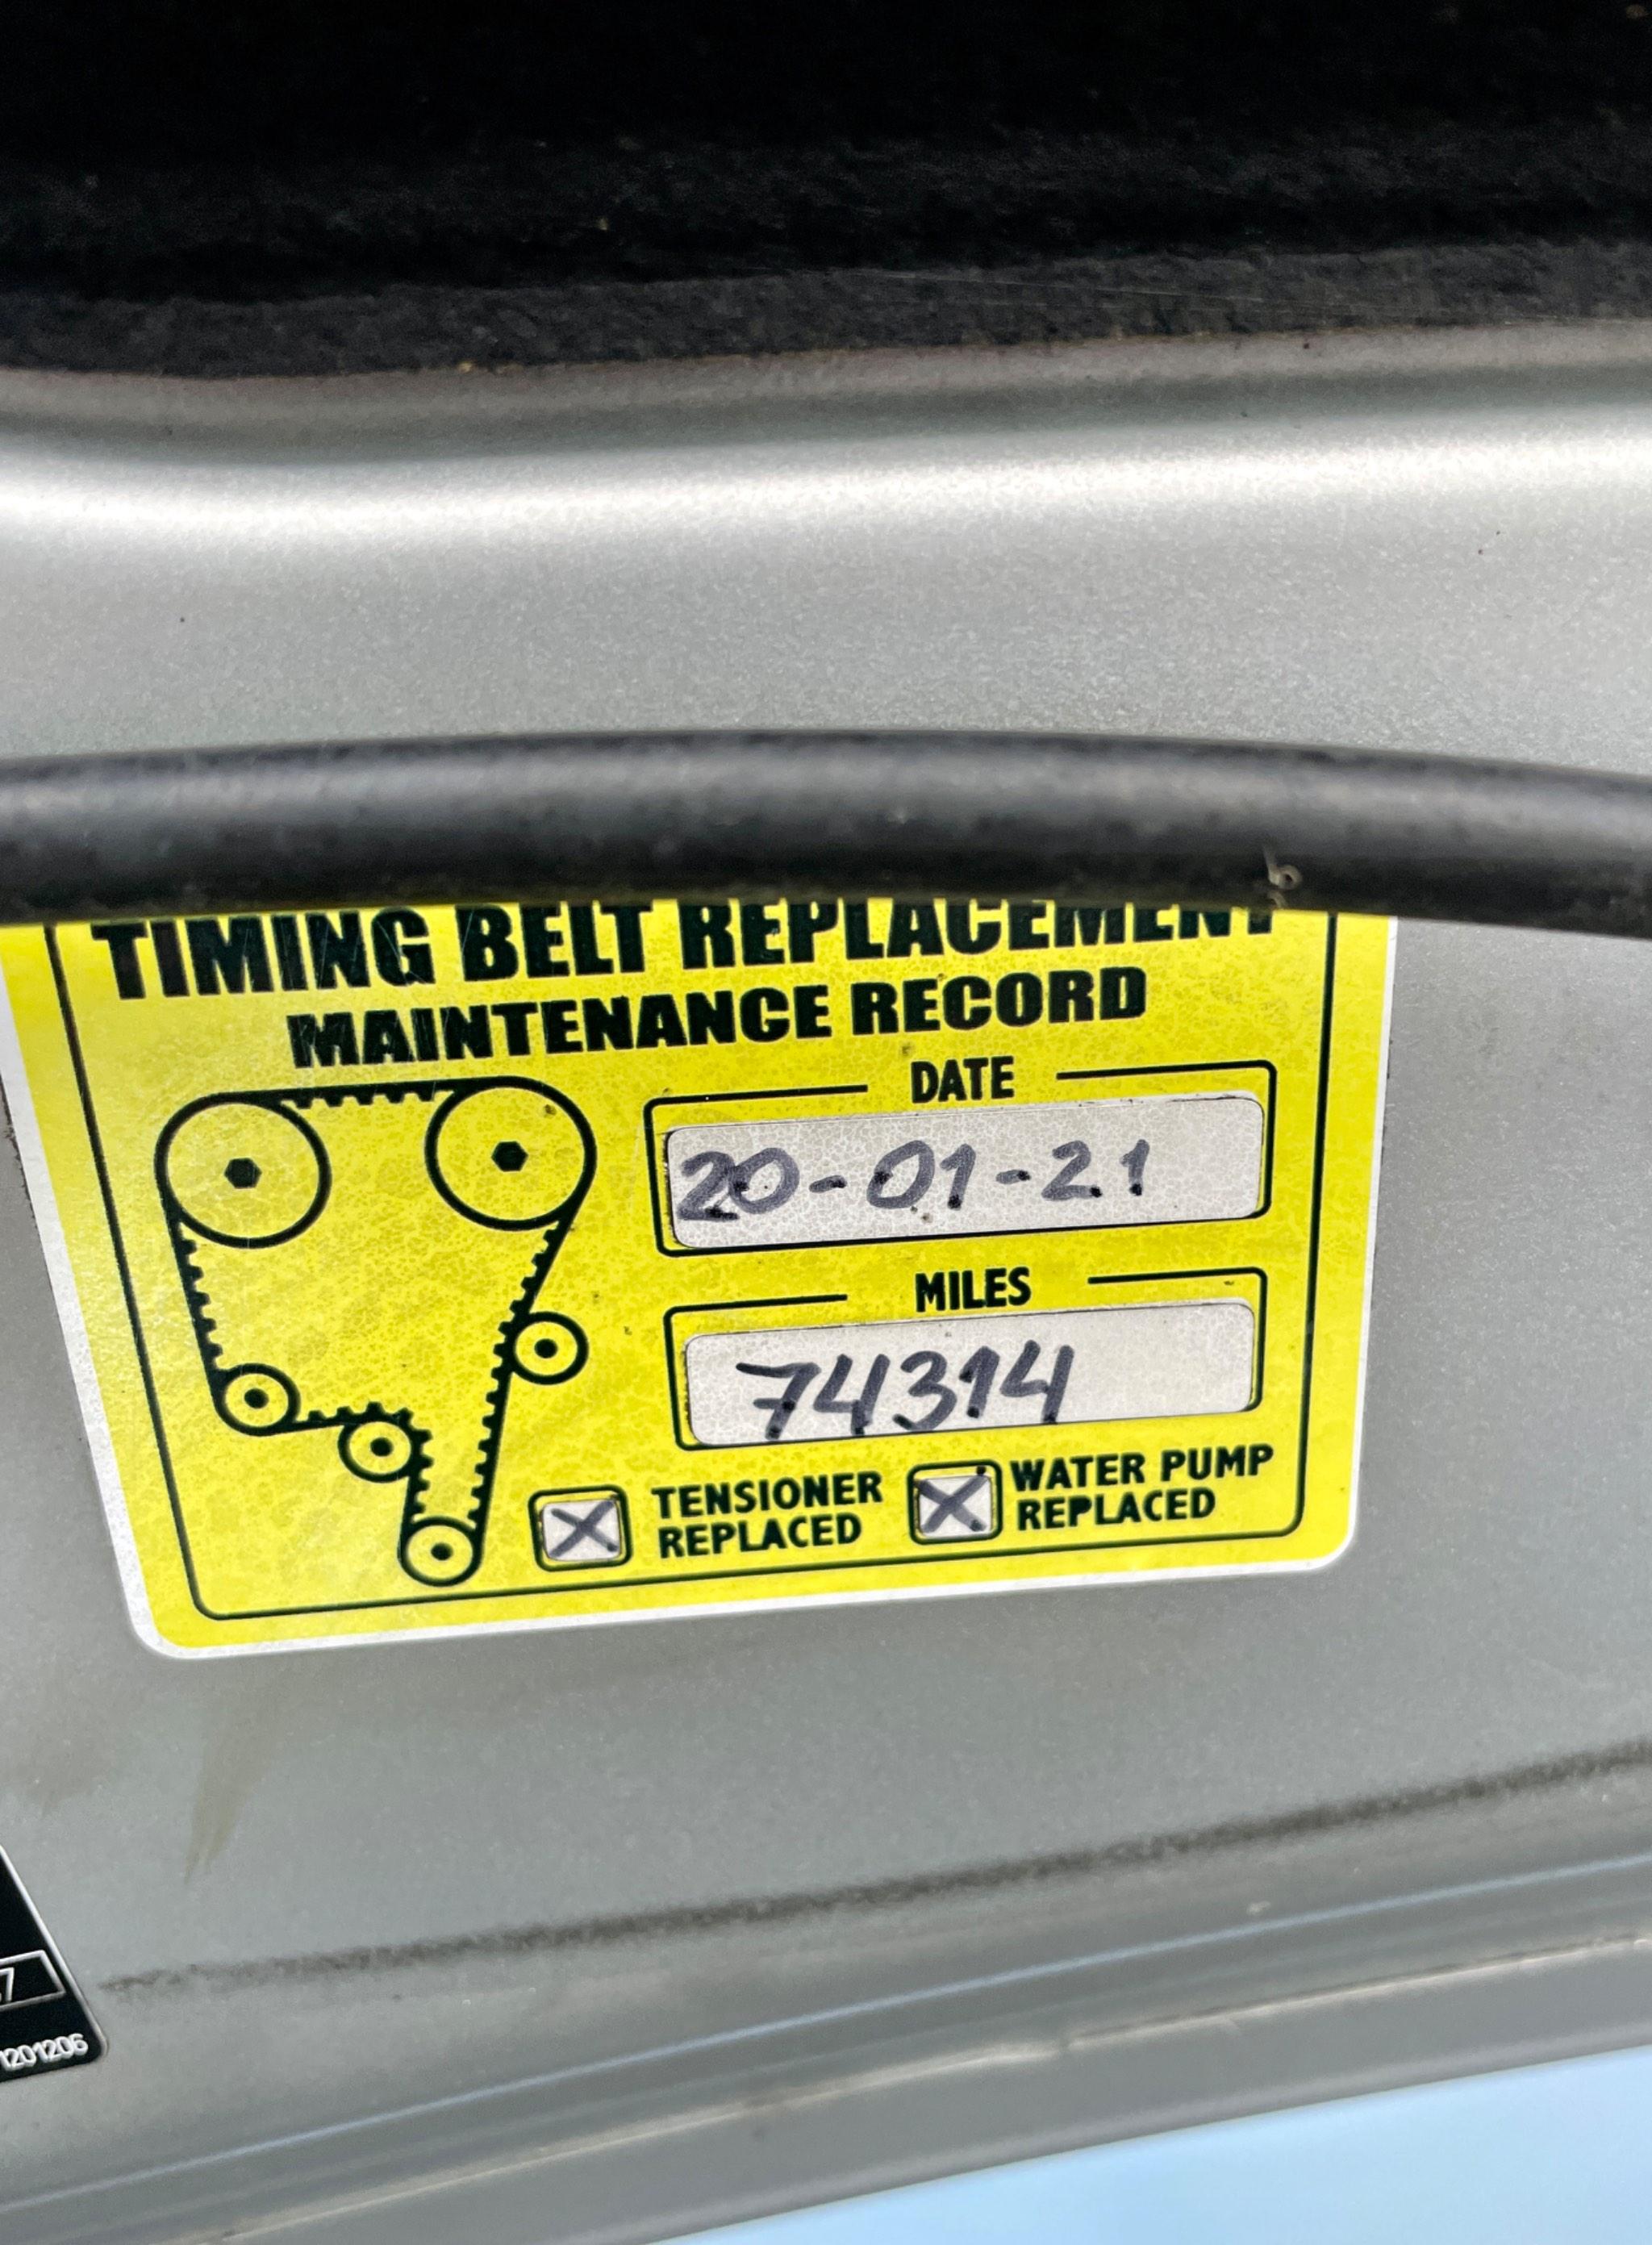 TIMING BELT REPLACEMENT
MAINTENANCE RECORD
DATE
20-01-21
MILES
74314
TENSIONER
REPLACED
WATER PUMP
REPLACED